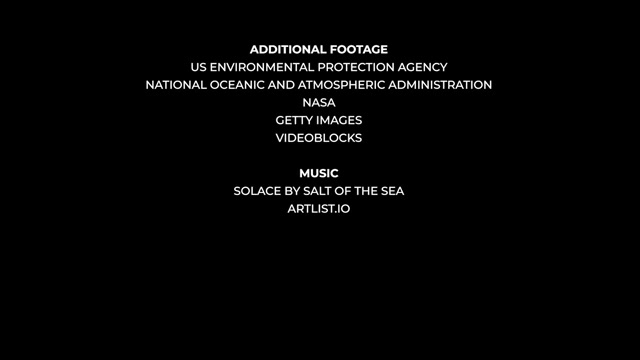 ADDITIONAL FOOTAGE
US ENVIRONMENTAL PROTECTION AGENCY
NATIONAL OCEANIC AND ATMOSPHERIC ADMINISTRATION
NASA
GETTY IMAGES
VIDEOBLOCKS
MUSIC
SOLACE BY SALT OF THE SEA
ARTLIST.IO